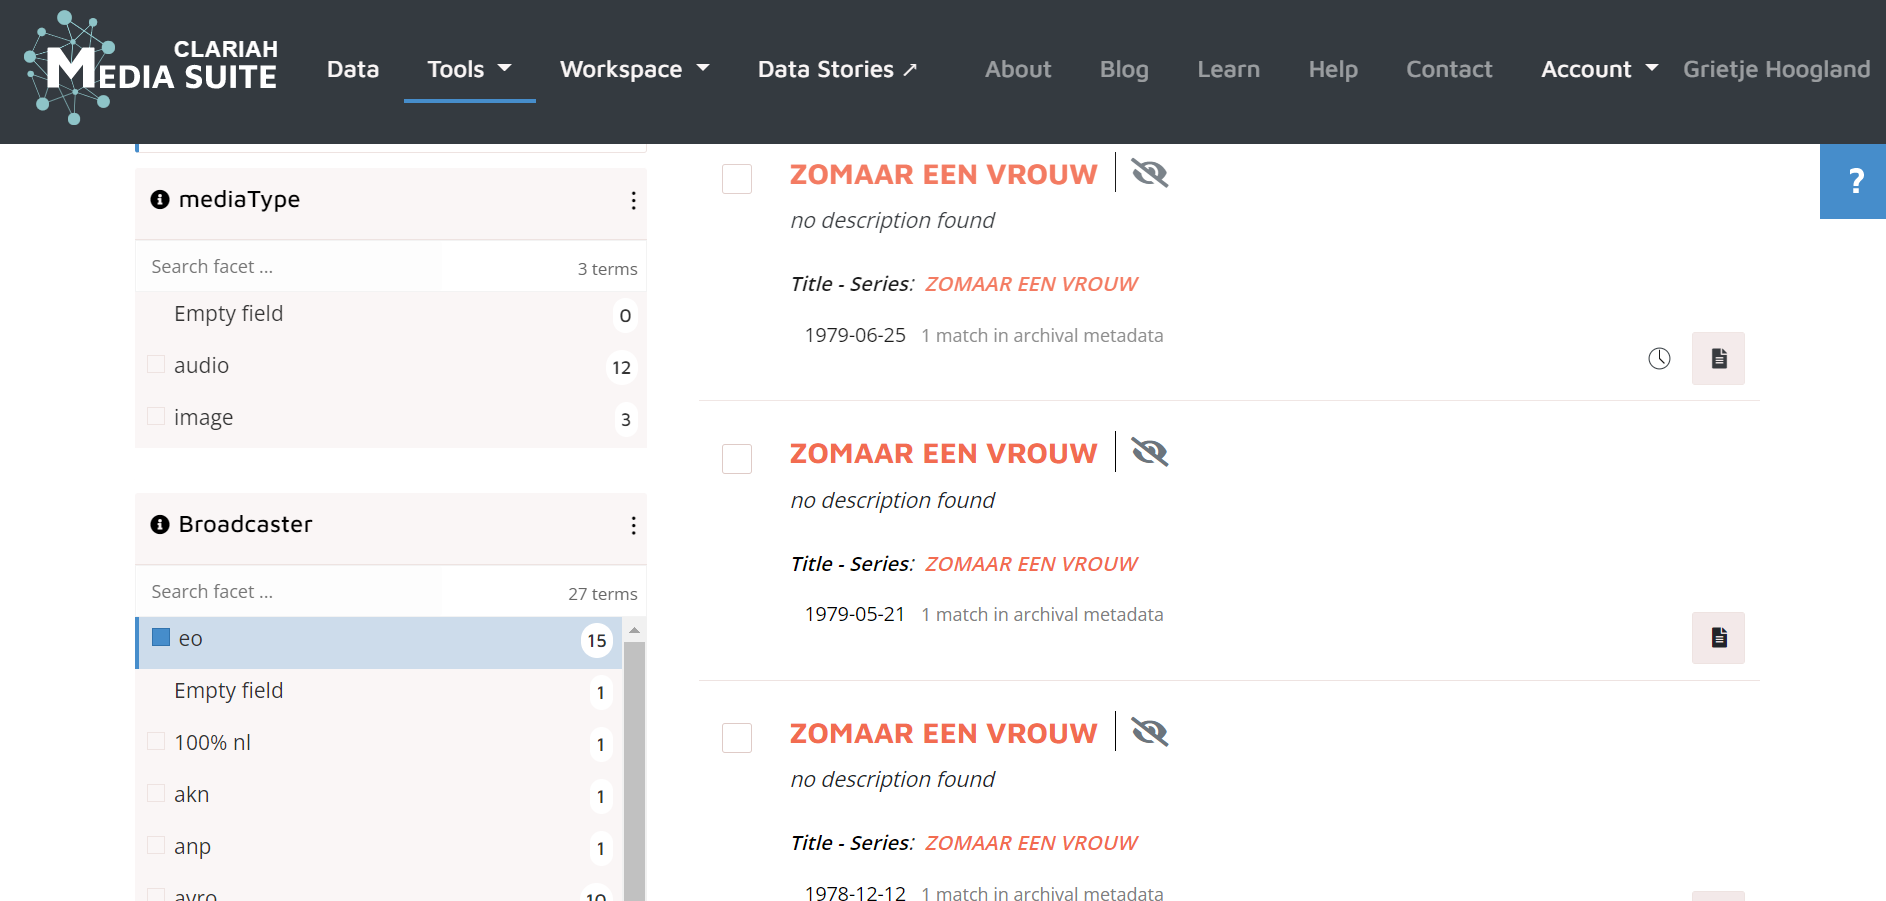 CLARIAH
MEDIA SUITE
Data
Tools
Workspace
Data Stories ↗
About
Blog
Learn
Help
Contact
Account
Grietje Hoogland
?
mediaType
Search facet ...
3 terms
Empty field
0
audio
12
image
3
Broadcaster
Search facet ...
27 terms
eo
15
Empty field
1
100% nl
1
akn
1
anp
1
avro
10
ZOMAAR EEN VROUW
no description found
Title - Series: ZOMAAR EEN VROUW
1979-06-25 1 match in archival metadata
ZOMAAR EEN VROUW
no description found
Title - Series: ZOMAAR EEN VROUW
1979-05-21 1 match in archival metadata
ZOMAAR EEN VROUW
no description found
Title - Series: ZOMAAR EEN VROUW
1978-12-12 1 match in archival metadata